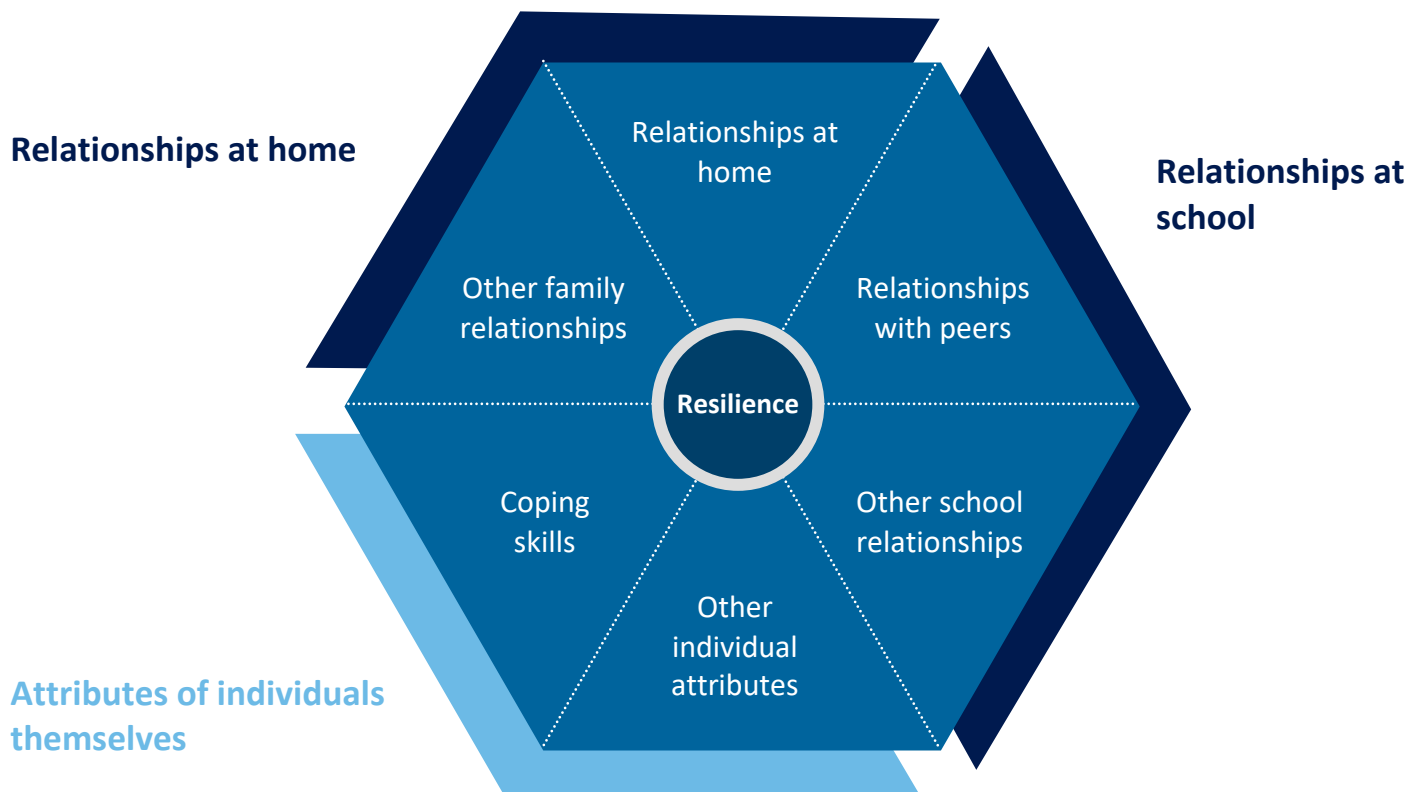 Relationships at home
Relationships at
home
Relationships at
school
Other family
relationships
Relationships
with peers
Resilience
Coping
skills
Other school
relationships
Other
individual
attributes
Attributes of individuals
themselves